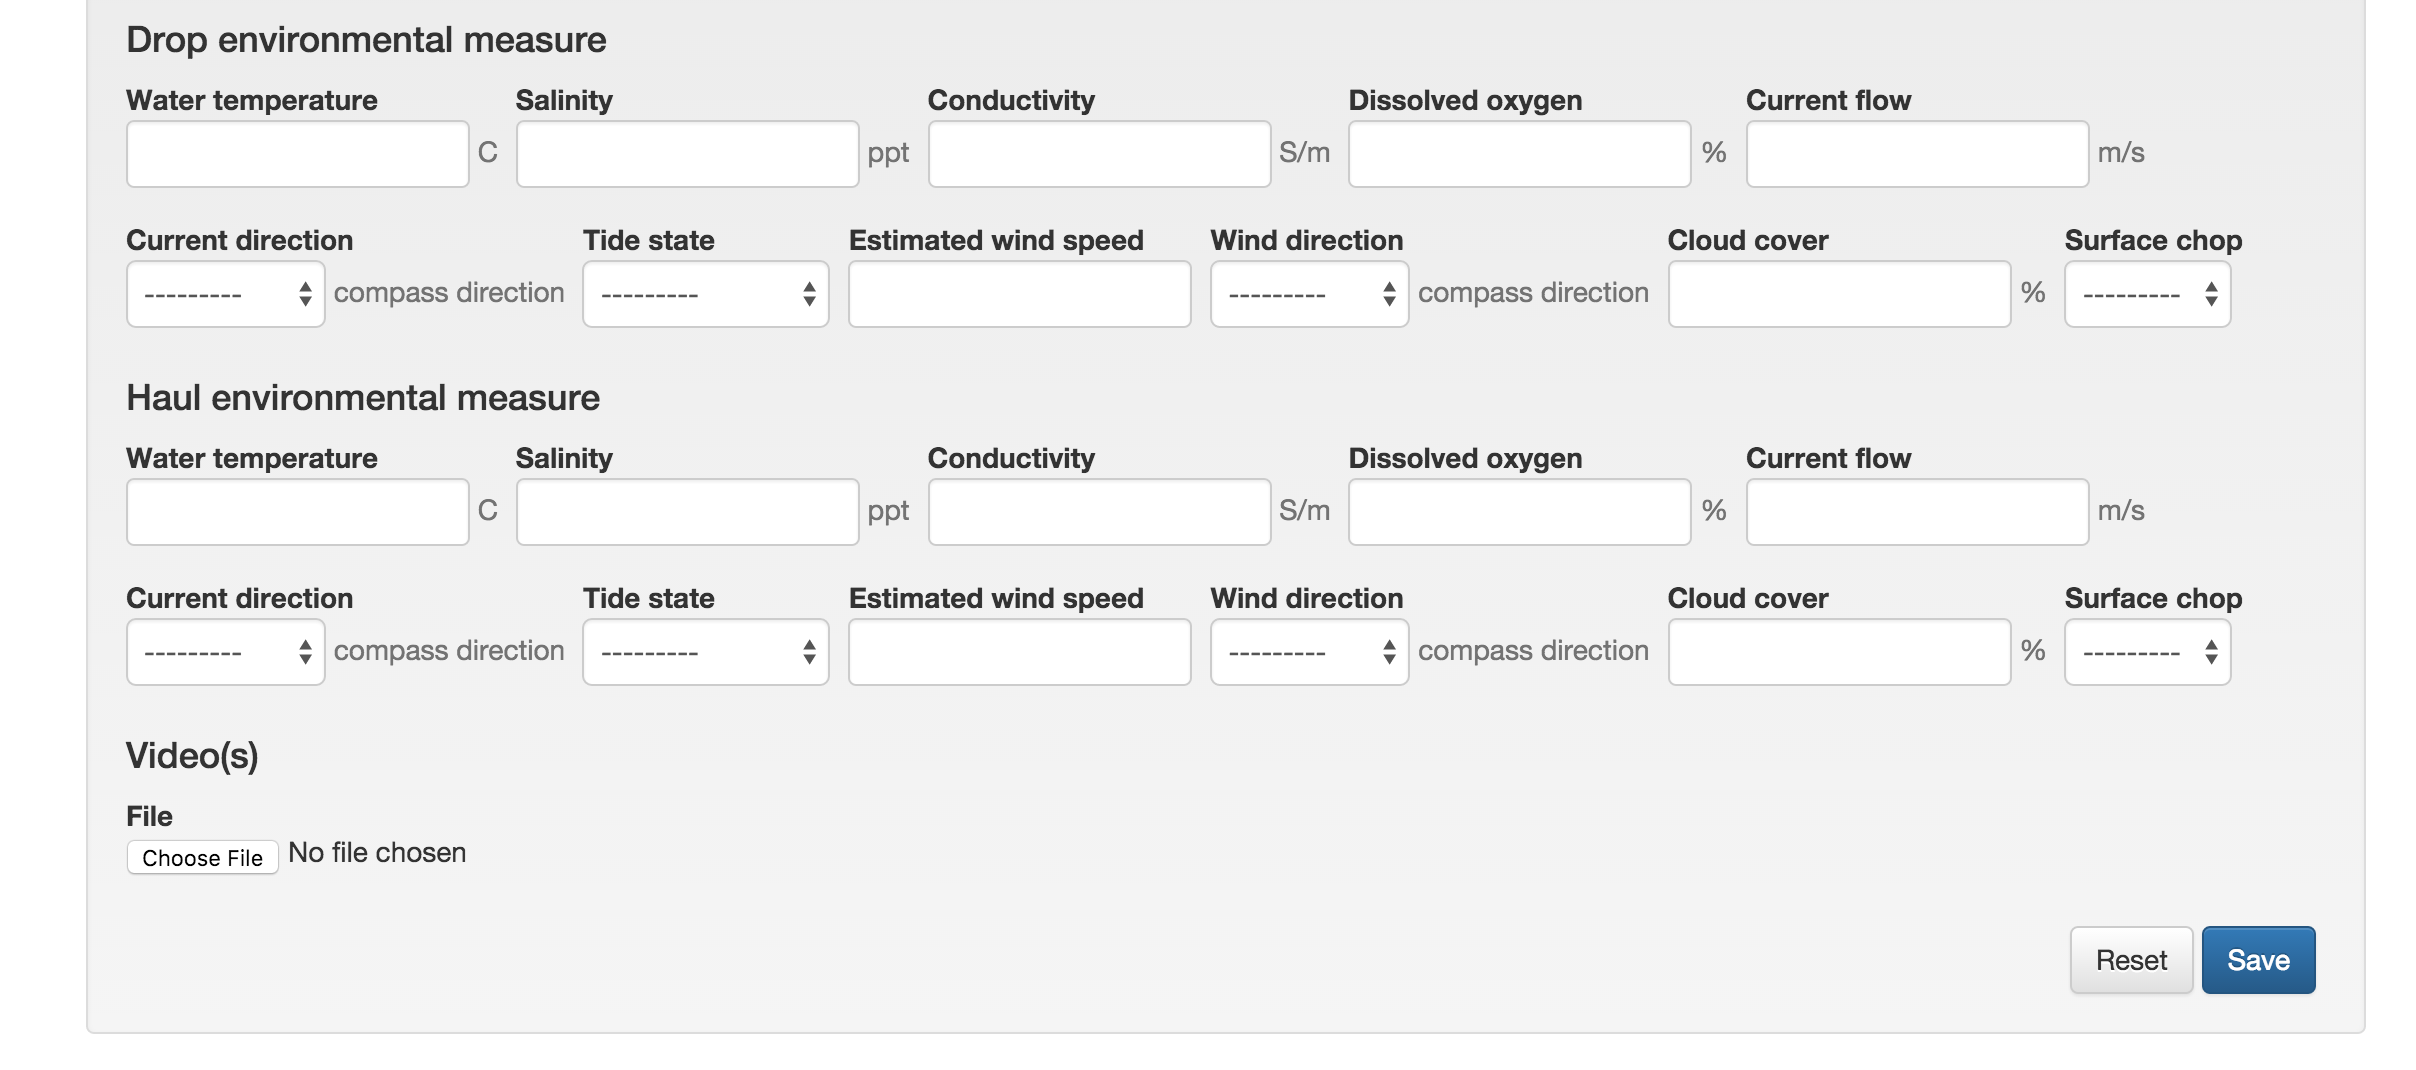 Drop environmental measure
Water temperature Salinity Conductivity Dissolved oxygen Current flow
C ppt S/m % m/s
Current direction Tide state Estimated wind speed Wind direction Cloud cover Surface chop
--------- compass direction --------- --------- compass direction % ---------
Haul environmental measure
Water temperature Salinity Conductivity Dissolved oxygen Current flow
C ppt S/m % m/s
Current direction Tide state Estimated wind speed Wind direction Cloud cover Surface chop
--------- compass direction --------- --------- compass direction % ---------
Video(s)
File
Choose File No file chosen
Reset Save